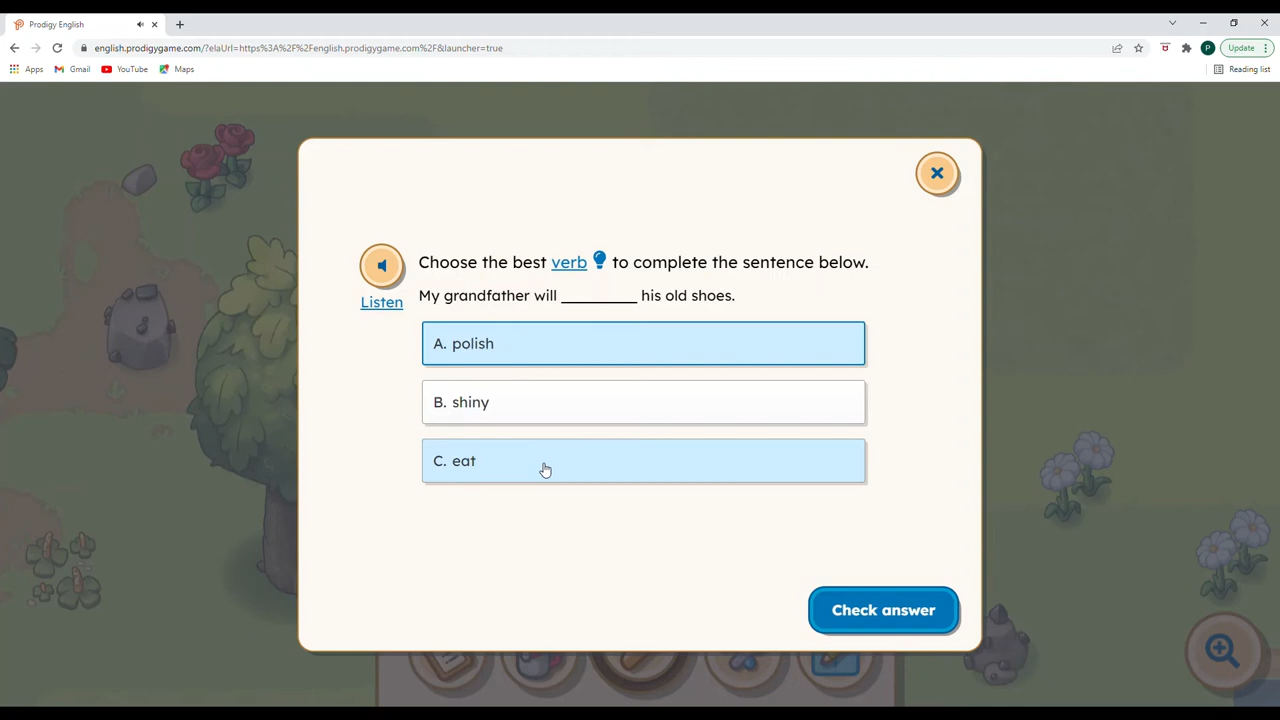 Prodigy English
english.prodigygame.com/?elaUrl=https%3A%2F%2Fenglish.prodigygame.com%2F&launcher=true
P
Update
Apps
Gmail
YouTube
Maps
Reading list
Choose the best verb to complete the sentence below.
Listen
My grandfather will __________ his old shoes.
A. polish
B. shiny
C. eat
Check answer